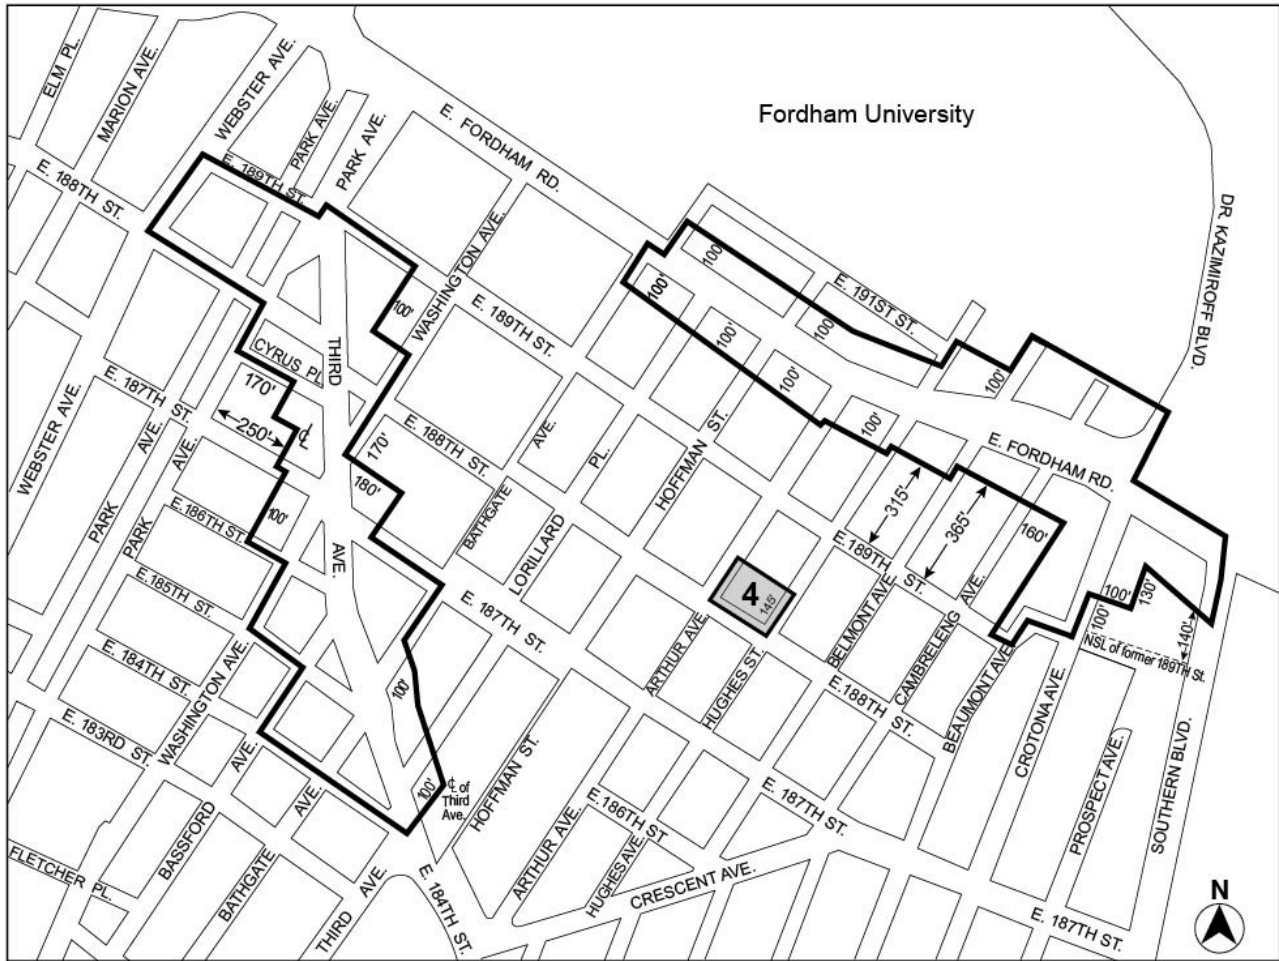 ELM PL.
MARION AVE.
WEBSTER AVE.
PARK AVE.
PARK AVE.
E. FORDHAM RD.
Fordham University
DR. KAZIMIROFF BLVD.
E. 188TH ST.
E. 189TH ST.
WASHINGTON AVE.
100'
100'
E. 191ST ST.
100'
100'
100'
E. 189TH ST.
100'
THIRD
CYRUS PL.
100'
100'
170'
250'
℄
E. 187TH ST.
WEBSTER AVE.
PARK
AVE.
PARK
AVE.
170'
E. 188TH ST.
AVE.
PL.
HOFFMAN ST.
100'
E. FORDHAM RD.
180'
100'
315'
365'
160'
E. 186TH ST.
BATHGATE
LORILLARD
AVE.
E. 189TH ST.
E. 185TH ST.
4
145'
BELMONT AVE.
CAMBRELENG AVE.
100'
100'
130'
140'
NSL of former 189TH St.
E. 187TH ST.
ARTHUR AVE.
HUGHES ST.
E. 188TH ST.
BEAUMONT AVE.
E. 184TH ST.
WASHINGTON AVE.
100'
CROTONA AVE.
E. 183RD ST.
AVE.
HOFFMAN ST.
100'
℄ of
Third
Ave.
E. 187TH ST.
PROSPECT AVE.
SOUTHERN BLVD.
AVE.
BASSFORD
BATHGATE
ARTHUR AVE.
E. 186TH ST
HUGHES AVE.
CRESCENT AVE.
FLETCHER PL.
THIRD AVE.
E. 184TH ST.
E. 187TH ST.
N